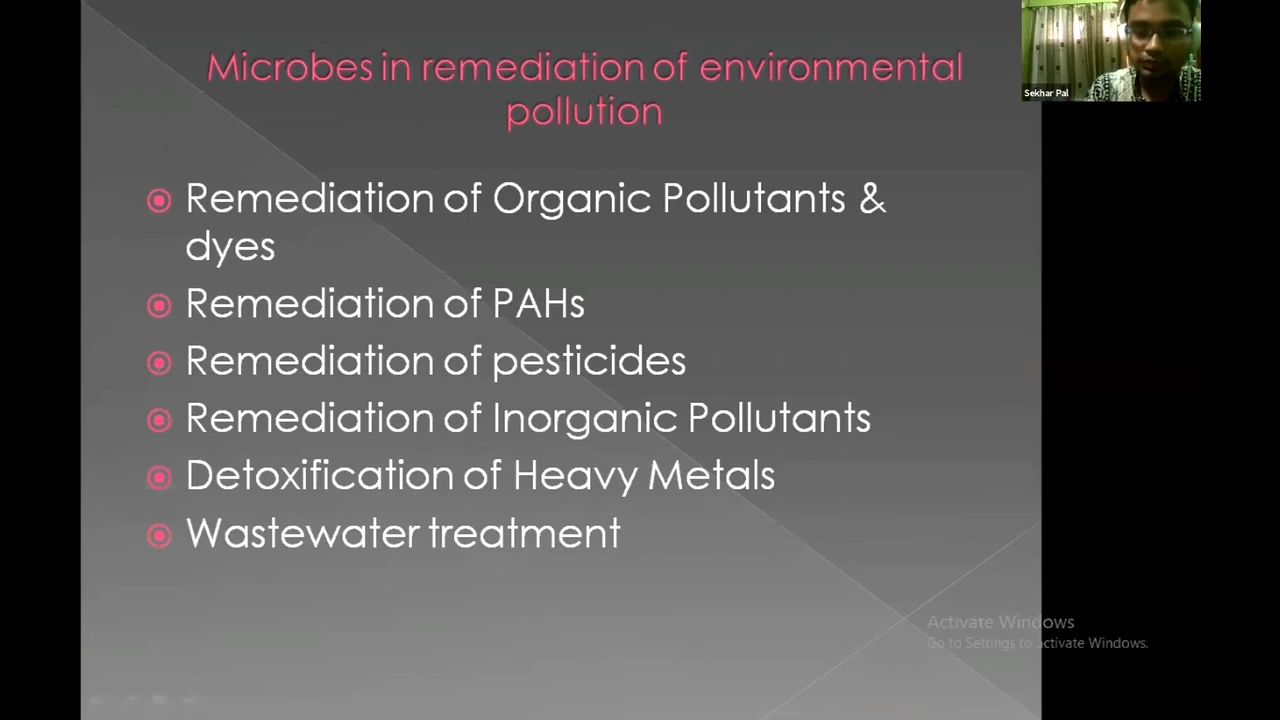 Microbes in remediation of environmental
pollution
Sekhar Pal
Remediation of Organic Pollutants &
dyes
Remediation of PAHs
Remediation of pesticides
Remediation of Inorganic Pollutants
Detoxification of Heavy Metals
Wastewater treatment
Activate Windows
Go to Settings to activate Windows.